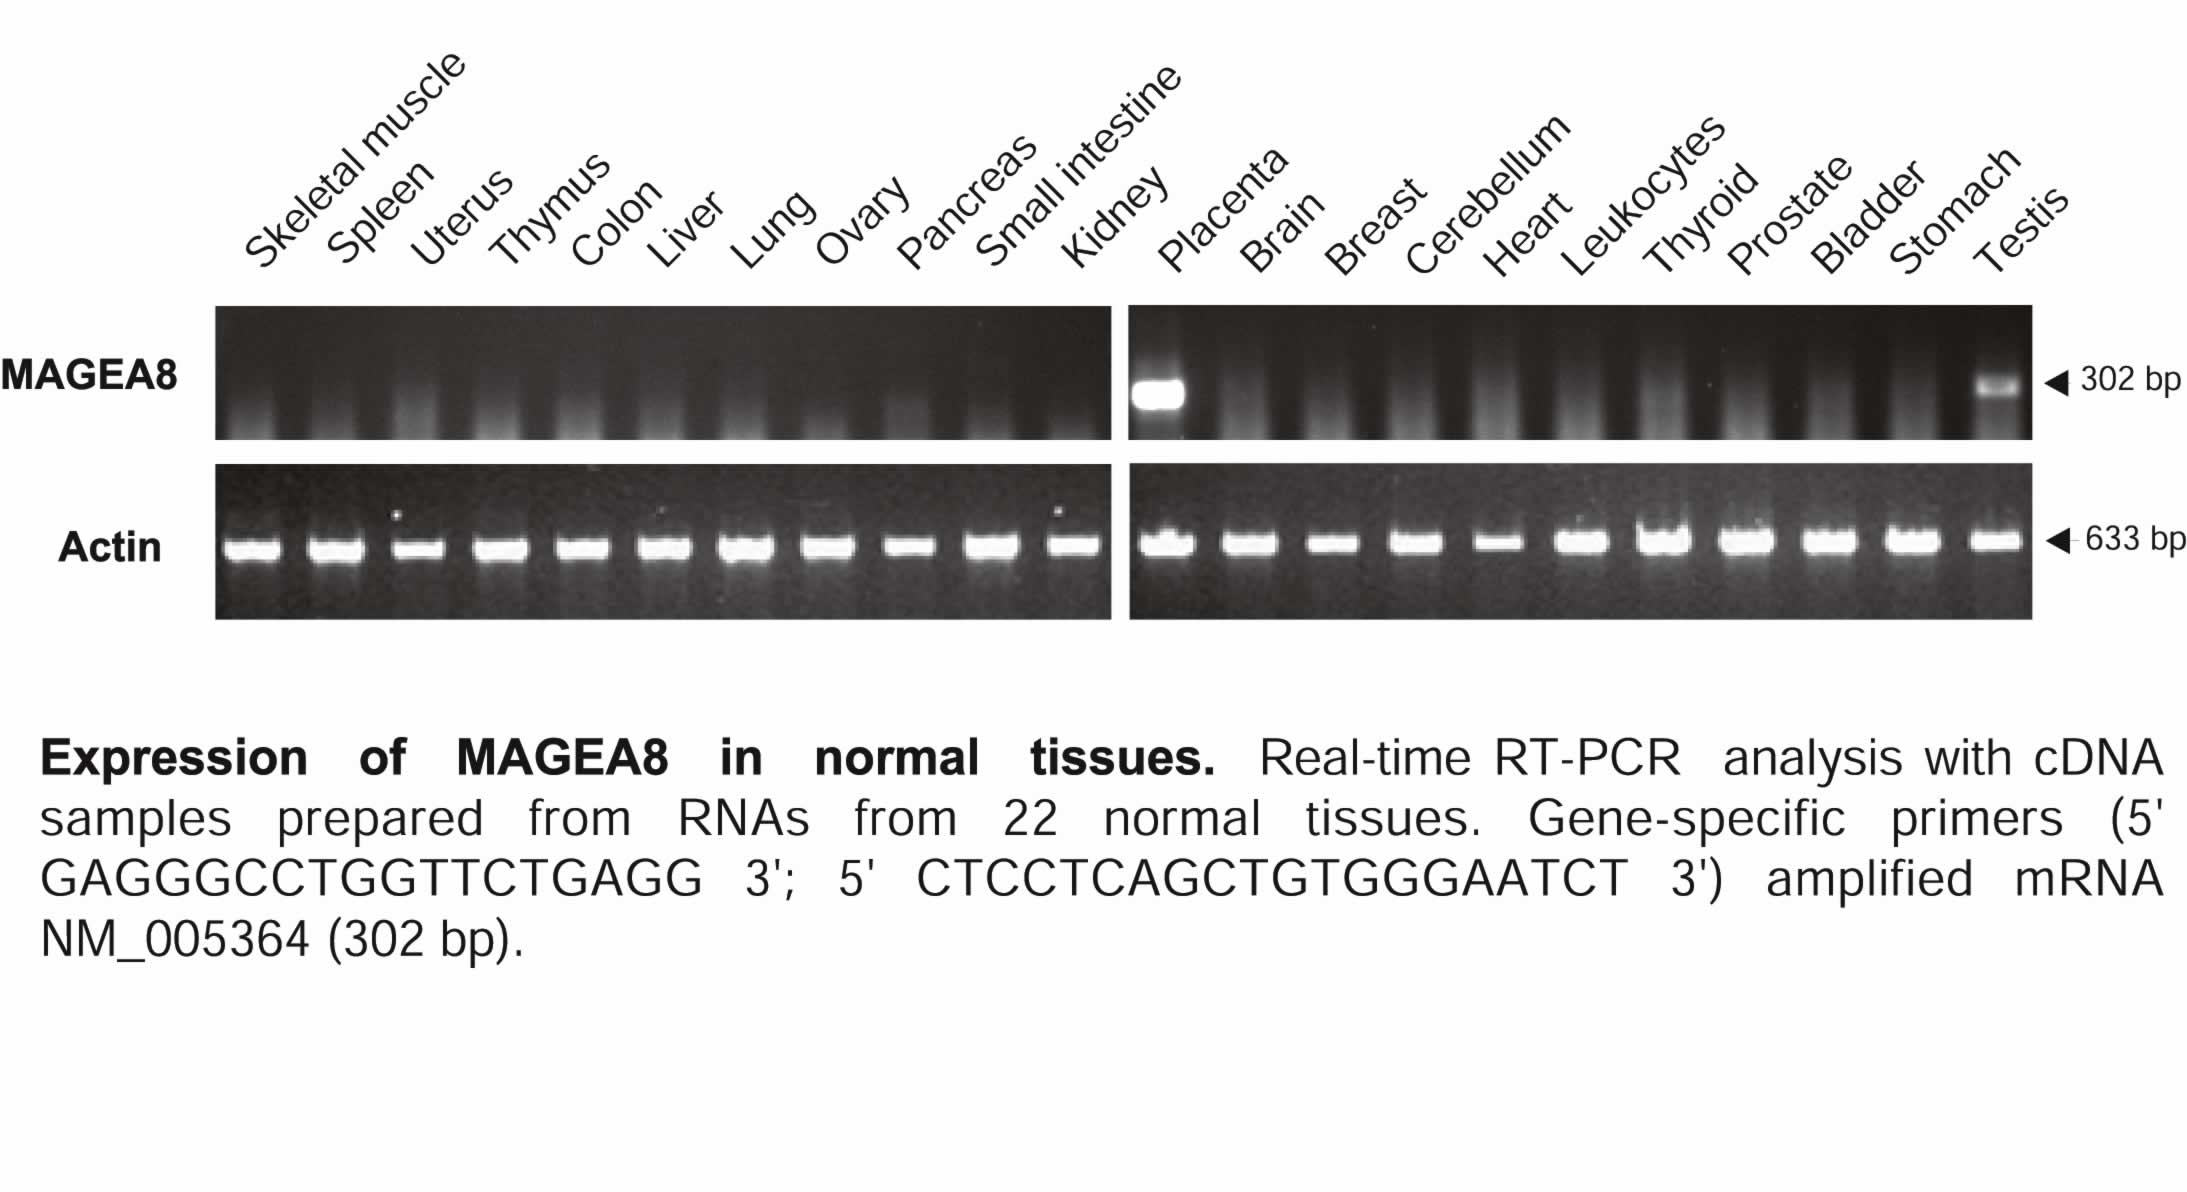 Skeletal muscle
Spleen
Uterus
Thymus
Colon
Liver
Lung
Ovary
Pancreas
Small intestine
Kidney
Placenta
Brain
Breast
Cerebellum
Heart
Leukocytes
Thyroid
Prostate
Bladder
Stomach
Testis
MAGEA8
302 bp
Actin
633 bp
Expression of MAGEA8 in normal tissues. Real-time RT-PCR analysis with cDNA
samples prepared from RNAs from 22 normal tissues. Gene-specific primers (5'
GAGGGCCTGGTTCTGAGG 3'; 5' CTCCTCAGCTGTGGGAATCT 3') amplified mRNA
NM_005364 (302 bp).